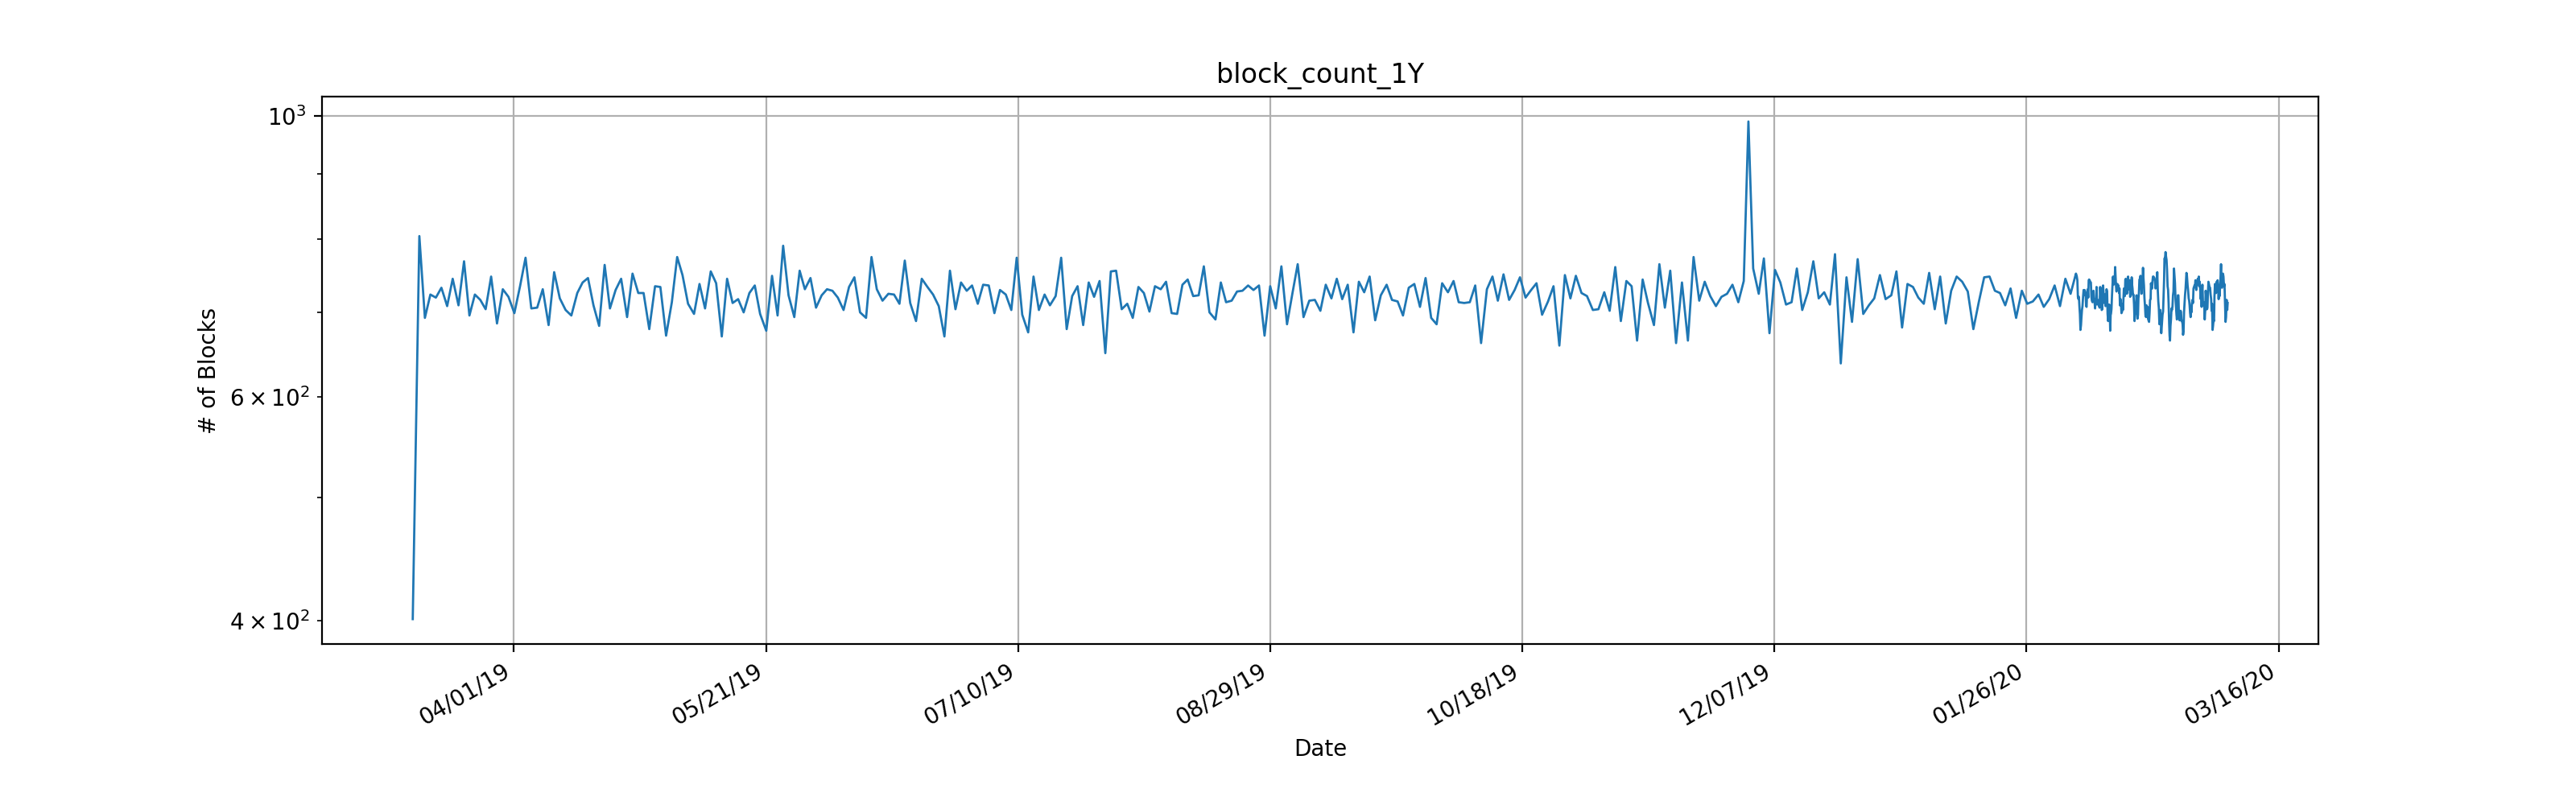 block_count_1Y
10³
6 × 10²
4 × 10²
# of Blocks
04/01/19
05/21/19
07/10/19
08/29/19
10/18/19
12/07/19
01/26/20
03/16/20
Date